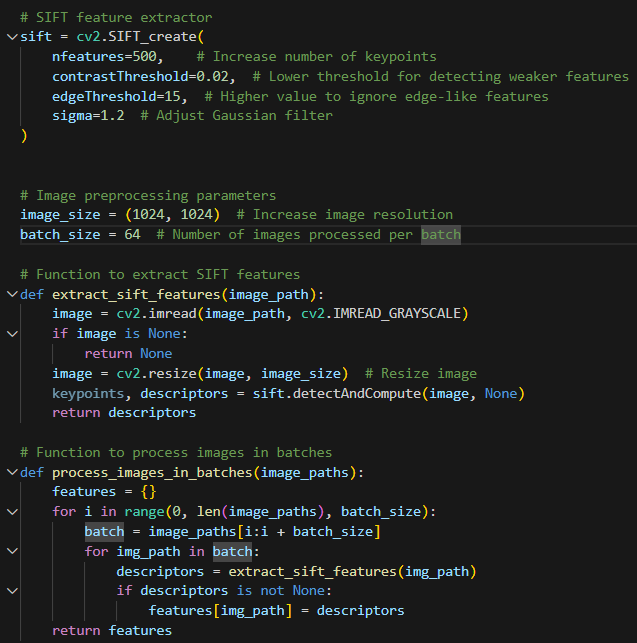 # SIFT feature extractor
sift = cv2.SIFT_create(
    nfeatures=500,    # Increase number of keypoints
    contrastThreshold=0.02,  # Lower threshold for detecting weaker features
    edgeThreshold=15,  # Higher value to ignore edge-like features
    sigma=1.2  # Adjust Gaussian filter
)
# Image preprocessing parameters
image_size = (1024, 1024)  # Increase image resolution
batch_size = 64  # Number of images processed per batch
# Function to extract SIFT features
def extract_sift_features(image_path):
    image = cv2.imread(image_path, cv2.IMREAD_GRAYSCALE)
    if image is None:
        return None
    image = cv2.resize(image, image_size)  # Resize image
    keypoints, descriptors = sift.detectAndCompute(image, None)
    return descriptors
# Function to process images in batches
def process_images_in_batches(image_paths):
    features = {}
    for i in range(0, len(image_paths), batch_size):
        batch = image_paths[i:i + batch_size]
        for img_path in batch:
            descriptors = extract_sift_features(img_path)
            if descriptors is not None:
                features[img_path] = descriptors
    return features